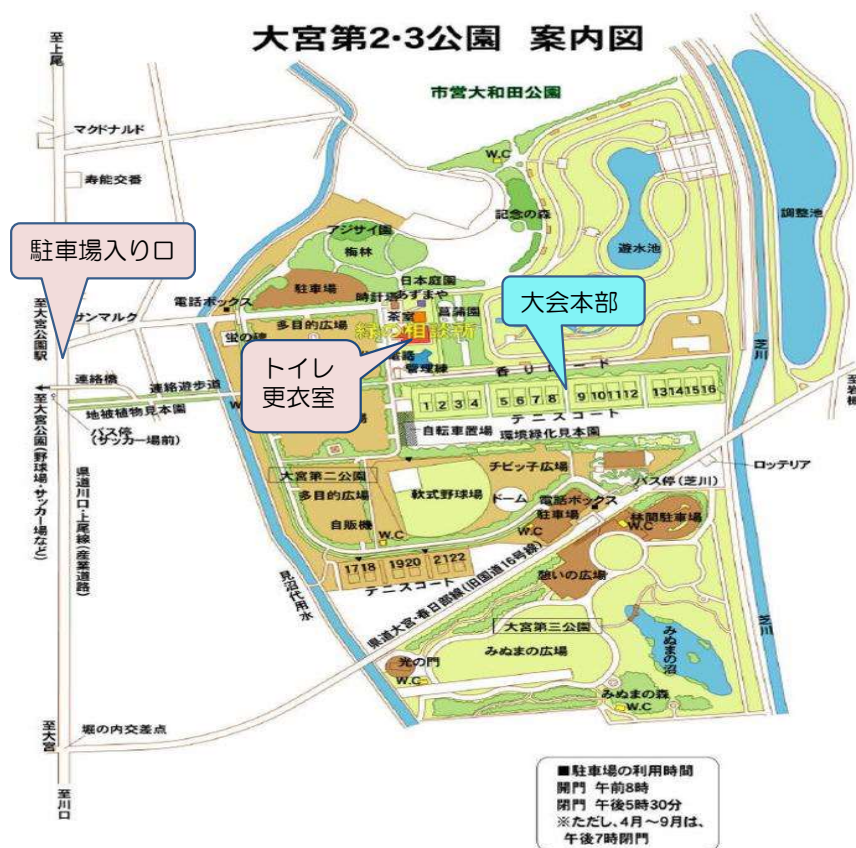 大宮第2・3公園 案内図
至上尾
市営大和田公園
マクドナルド
W.C
寿能交番
記念の森
調整池
遊水池
アジサイ園
梅林
駐車場入り口
日本庭園
駐車場
時計塔
あずまや
菖蒲園
大会本部
電話ボックス
茶室
至大宮公園駅
サンマルク
多目的広場
緑の相談所
蛍の碑
トイレ
更衣室
管理棟
香りロード
芝川
連絡橋
連絡遊歩道
1 2 3 4
5 6 7 8
9 10 11 12
13 14 15 16
至岩槻
地被植物見本園
テニスコート
バス停
(サッカー場前)
自転車置場
環境緑化見本園
至大宮公園(野球場・サッカー場など)
県道川口・上尾線(産業道路)
大宮第二公園
チビッ子広場
ロッテリア
多目的広場
軟式野球場
ドーム
電話ボックス
バス停(芝川)
駐車場
林間駐車場
自販機
W.C
W.C
W.C
1718
1920
2122
テニスコート
憩いの広場
見沼代用水
県道大宮・春日部線(旧国道16号線)
芝川
大宮第三公園
みぬまの広場
みぬまの沼
光の門
W.C
みぬまの森
W.C
至大宮
堀の内交差点
至川口
■駐車場の利用時間
開門 午前8時
閉門 午後5時30分
※ただし、4月〜9月は、
午後7時閉門